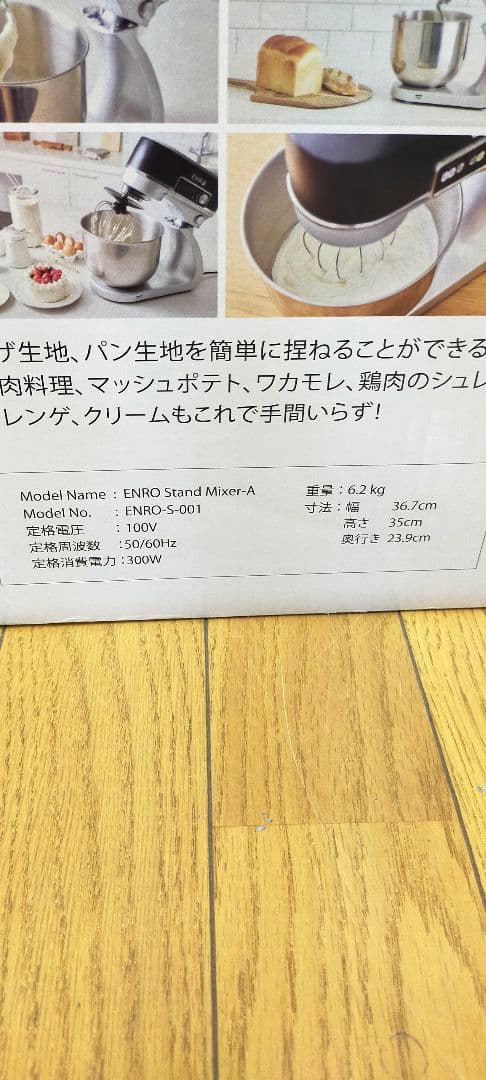 ENRO
ザ生地、パン生地を簡単に捏ねることができる
肉料理、マッシュポテト、ワカモレ、鶏肉のシュレ
レンゲ、クリームもこれで手間いらず!
Model Name : ENRO Stand Mixer-A
Model No. : ENRO-S-001
定格電圧 : 100V
定格周波数 :50/60Hz
定格消費電力:300W
重量:6.2 kg
寸法:幅 36.7cm
高さ 35cm
奥行き 23.9cm